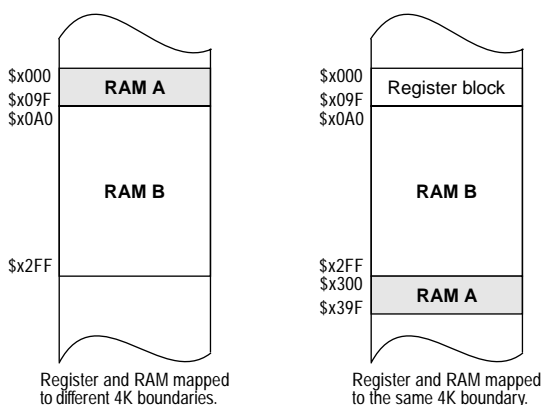 $x000
RAM A
$x09F
$x0A0
RAM B
$x2FF
Register and RAM mapped
to different 4K boundaries.
$x000
Register block
$x09F
$x0A0
RAM B
$x2FF
$x300
RAM A
$x39F
Register and RAM mapped
to the same 4K boundary.